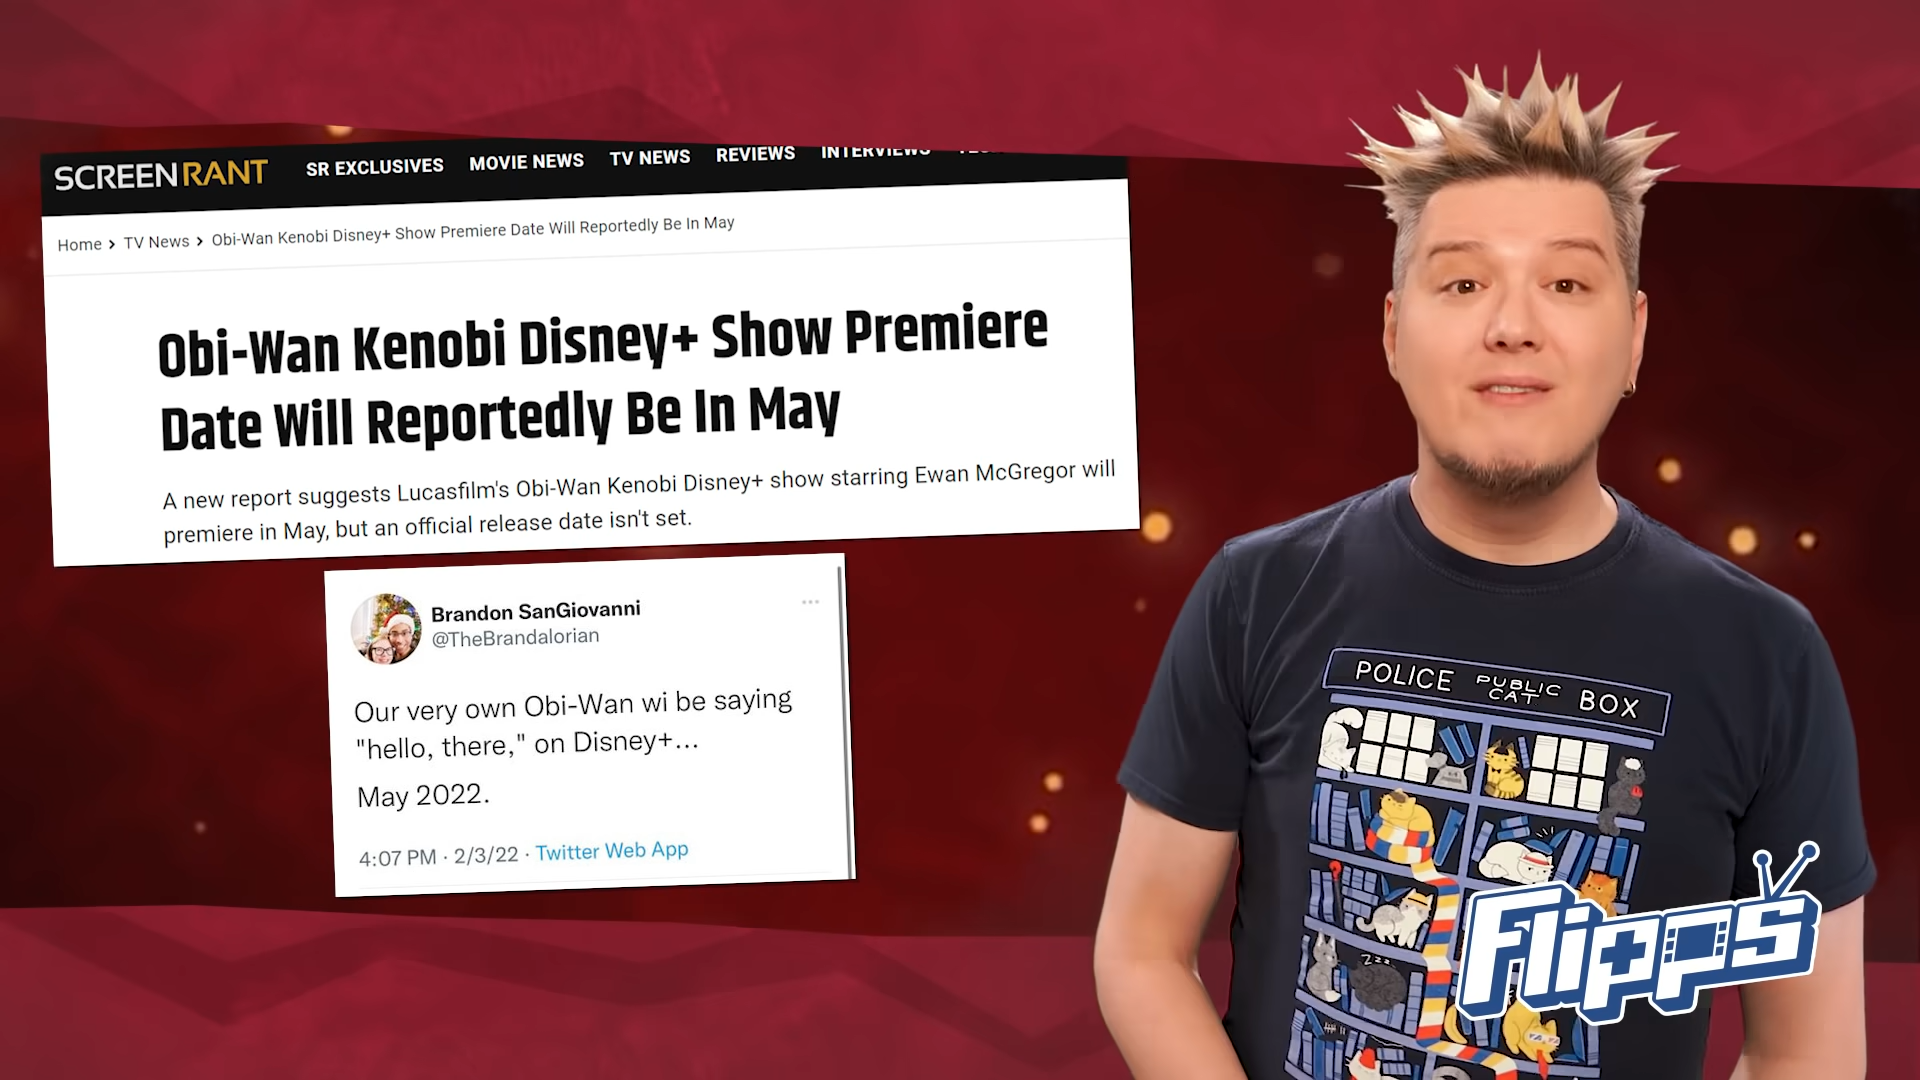 SCREENRANT
SR EXCLUSIVES MOVIE NEWS TV NEWS REVIEWS INTERVIEWS
Home > TV News > Obi-Wan Kenobi Disney+ Show Premiere Date Will Reportedly Be In May
Obi-Wan Kenobi Disney+ Show Premiere
Date Will Reportedly Be In May
A new report suggests Lucasfilm's Obi-Wan Kenobi Disney+ show starring Ewan McGregor will
premiere in May, but an official release date isn't set.
Brandon SanGiovanni
@TheBrandalorian
Our very own Obi-Wan wi be saying
"hello, there," on Disney+...
May 2022.
4:07 PM · 2/3/22 · Twitter Web App
POLICE PUBLIC CAT BOX
Zzz
Flipps